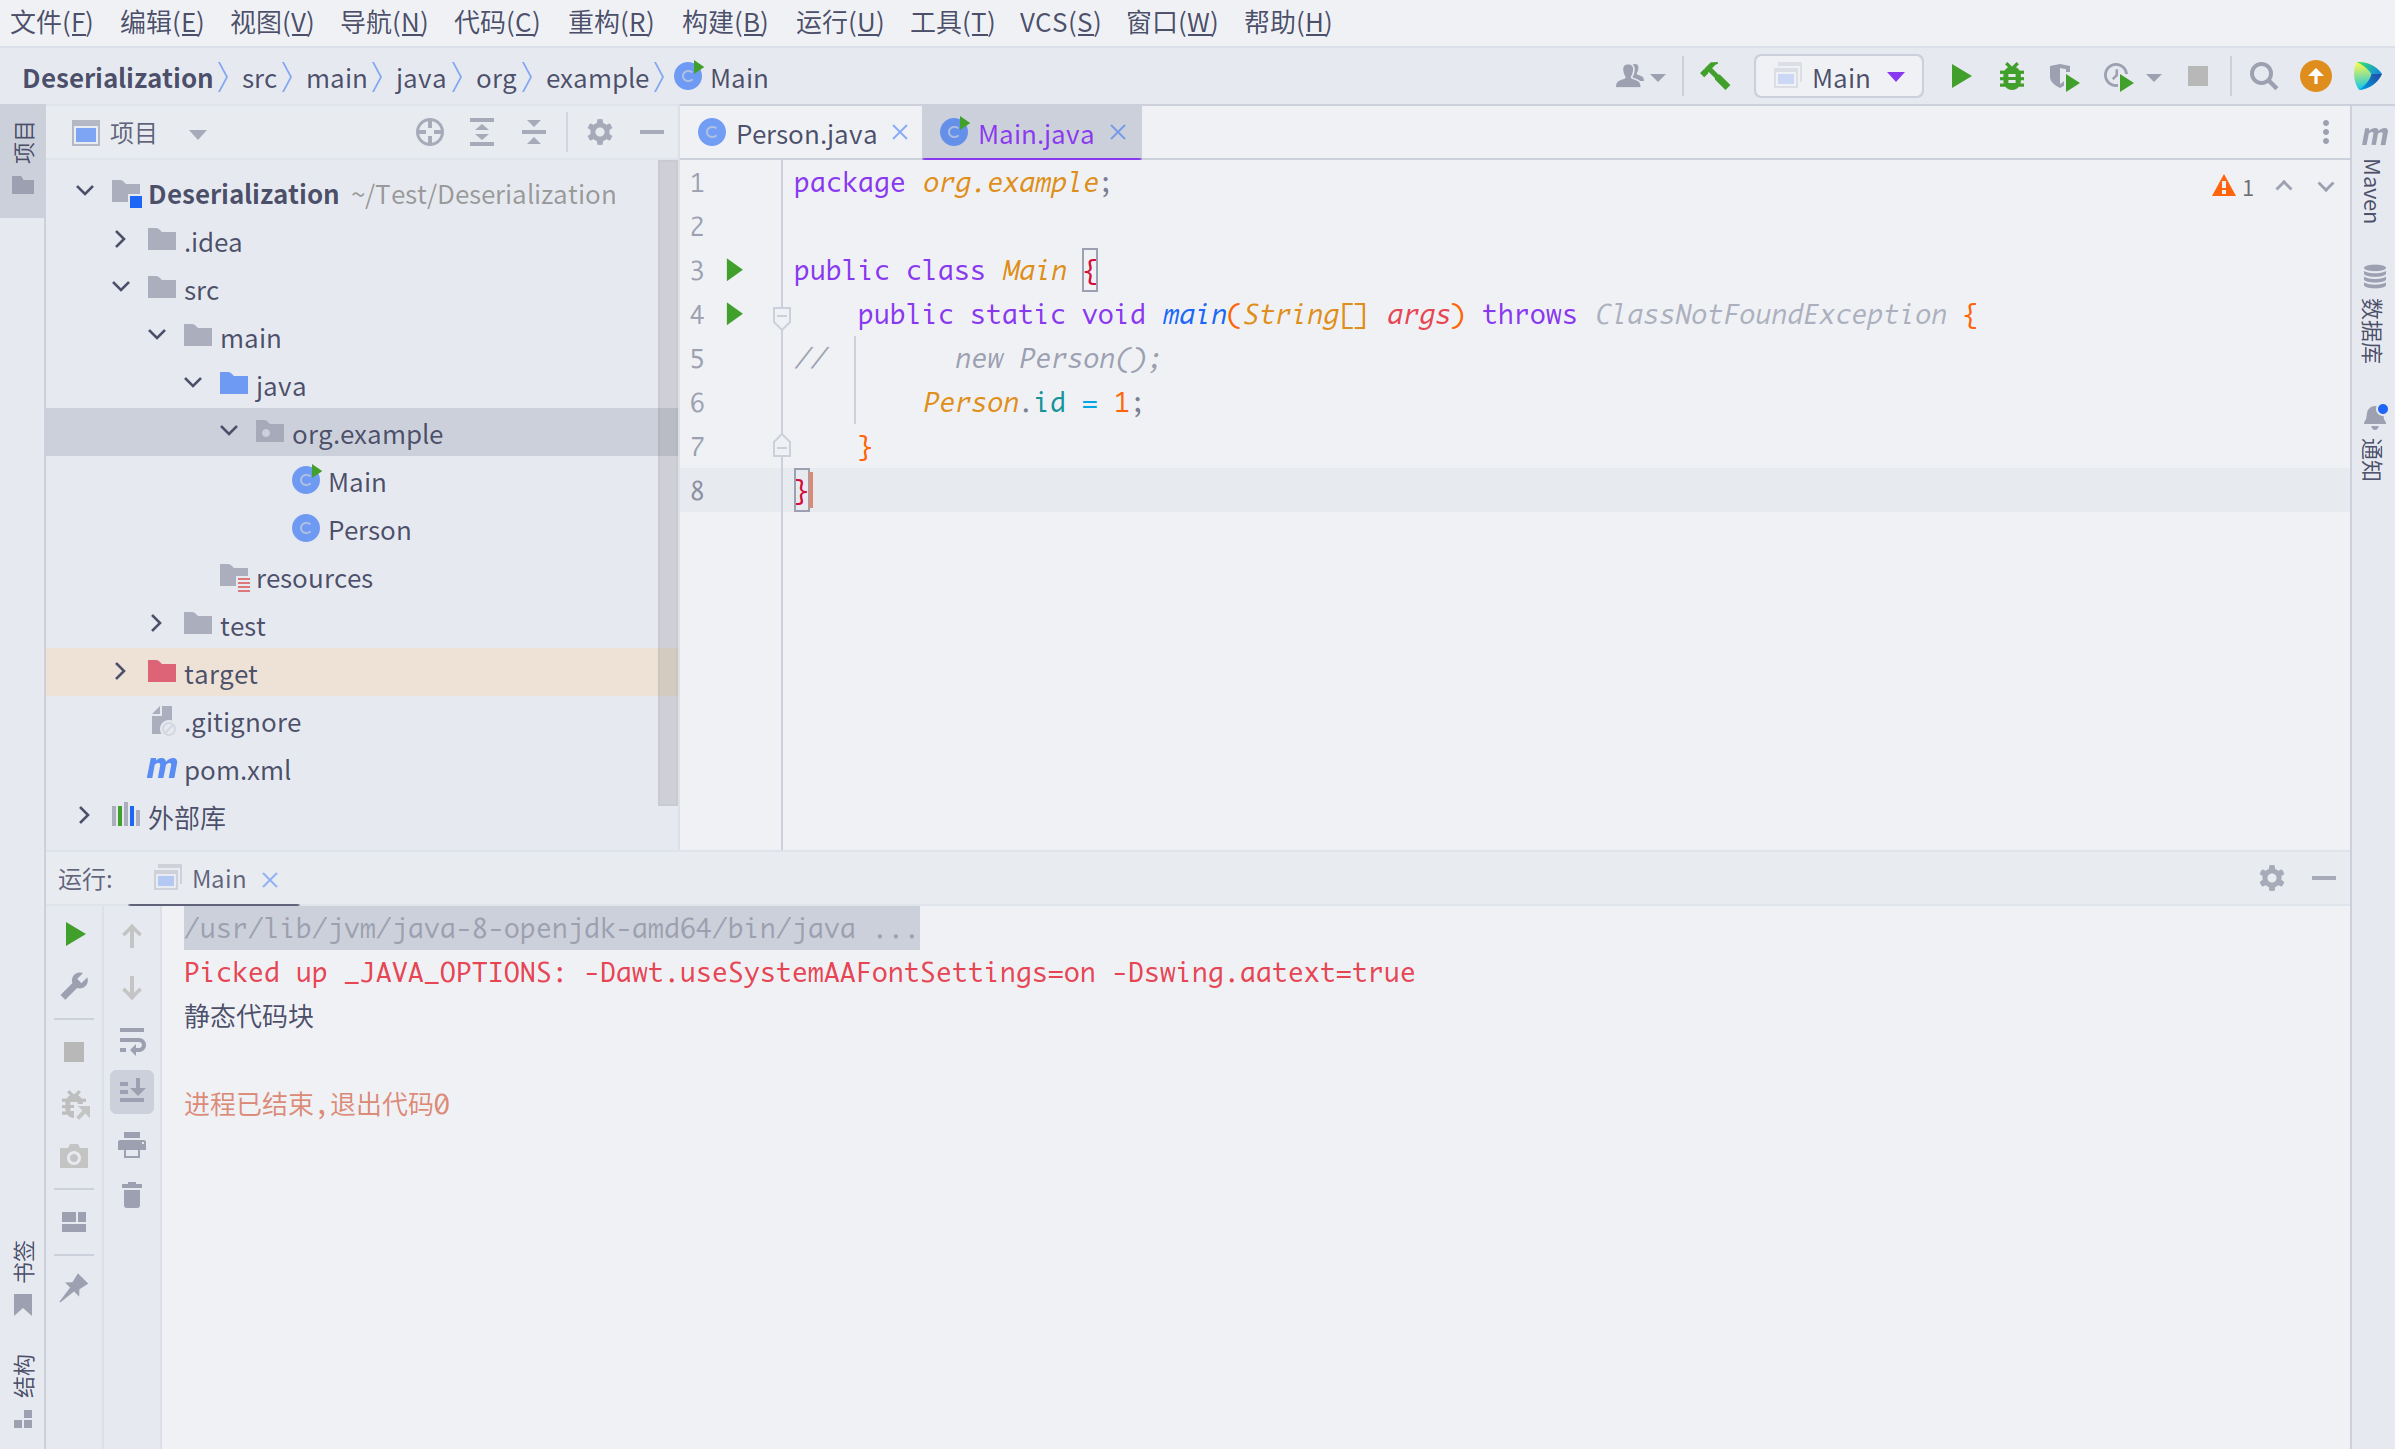 文件(F) 编辑(E) 视图(V) 导航(N) 代码(C) 重构(R) 构建(B) 运行(U) 工具(T) VCS(S) 窗口(W) 帮助(H)
Deserialization src main java org example Main
Main
项目
项目
Person.java
Main.java
Deserialization ~/Test/Deserialization
.idea
src
main
java
org.example
Main
Person
resources
test
target
.gitignore
pom.xml
外部库
1 package org.example;
2
3 public class Main {
4 public static void main(String[] args) throws ClassNotFoundException {
5 // new Person();
6 Person.id = 1;
7 }
8 }
1
m
Maven
数据库
通知
运行: Main
/usr/lib/jvm/java-8-openjdk-amd64/bin/java ...
Picked up _JAVA_OPTIONS: -Dawt.useSystemAAFontSettings=on -Dswing.aatext=true
静态代码块
进程已结束,退出代码0
书签
结构